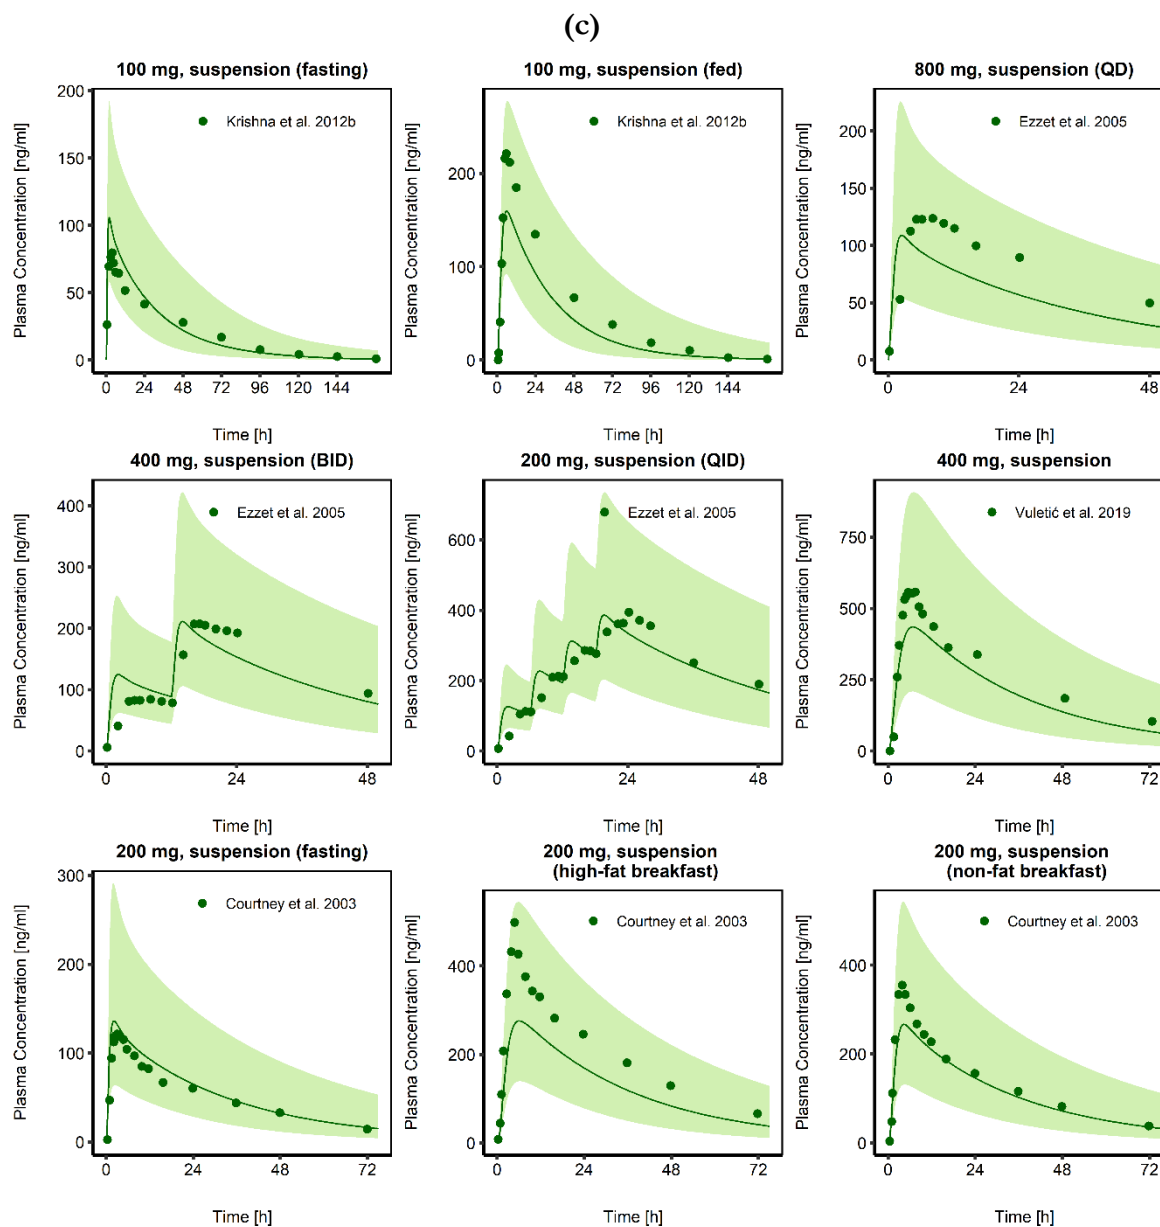 (c)
100 mg, suspension (fasting)
Plasma Concentration [ng/ml]
200
150
100
50
0
Krishna et al. 2012b
0 24 48 72 96 120 144
Time [h]
100 mg, suspension (fed)
Plasma Concentration [ng/ml]
200
100
0
Krishna et al. 2012b
0 24 48 72 96 120 144
Time [h]
800 mg, suspension (QD)
Plasma Concentration [ng/ml]
200
150
100
50
0
Ezzet et al. 2005
0 24 48
Time [h]
400 mg, suspension (BID)
Plasma Concentration [ng/ml]
400
300
200
100
0
Ezzet et al. 2005
0 24 48
Time [h]
200 mg, suspension (QID)
Plasma Concentration [ng/ml]
600
400
200
0
Ezzet et al. 2005
0 24 48
Time [h]
400 mg, suspension
Plasma Concentration [ng/ml]
750
500
250
0
Vuletić et al. 2019
0 24 48 72
Time [h]
200 mg, suspension (fasting)
Plasma Concentration [ng/ml]
300
200
100
0
Courtney et al. 2003
0 24 48 72
Time [h]
200 mg, suspension
(high-fat breakfast)
Plasma Concentration [ng/ml]
400
200
0
Courtney et al. 2003
0 24 48 72
Time [h]
200 mg, suspension
(non-fat breakfast)
Plasma Concentration [ng/ml]
400
200
0
Courtney et al. 2003
0 24 48 72
Time [h]